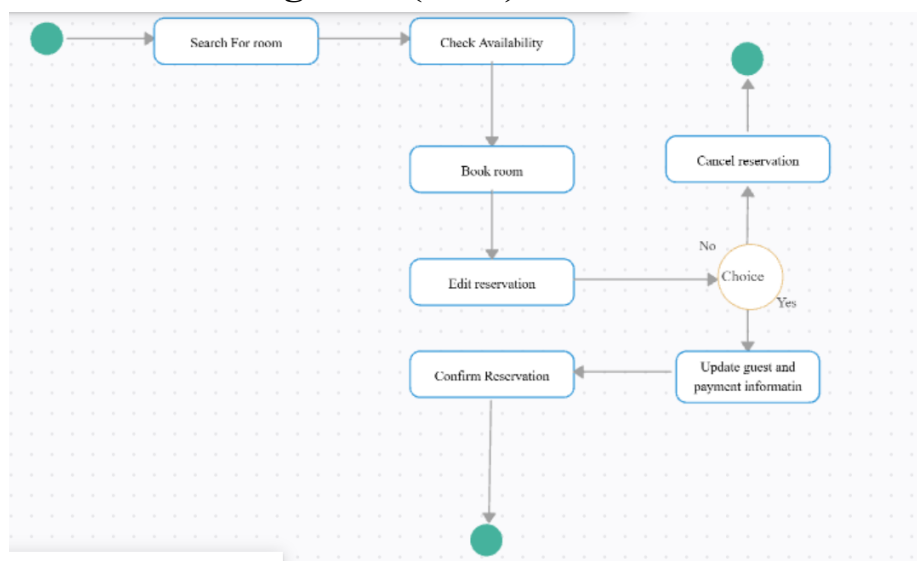 Search For room
Check Availability
Book room
Cancel reservation
No
Choice
Edit reservation
Yes
Update guest and
payment informatin
Confirm Reservation